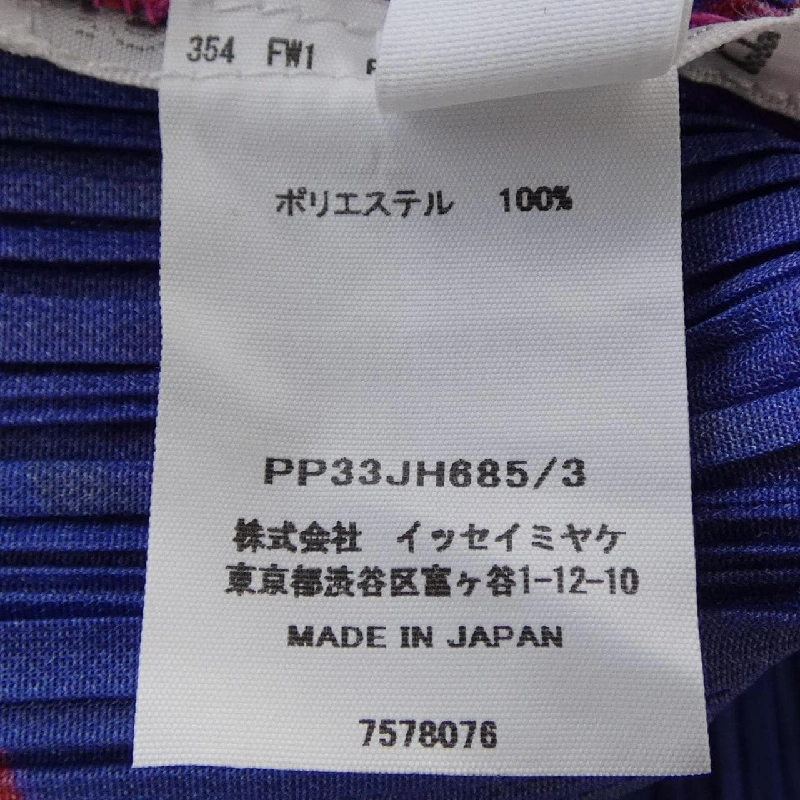 354 FW1
ポリエステル 100%
PP33JH685/3
株式会社 イッセイミヤケ
東京都渋谷区富ヶ谷1-12-10
MADE IN JAPAN
7578076